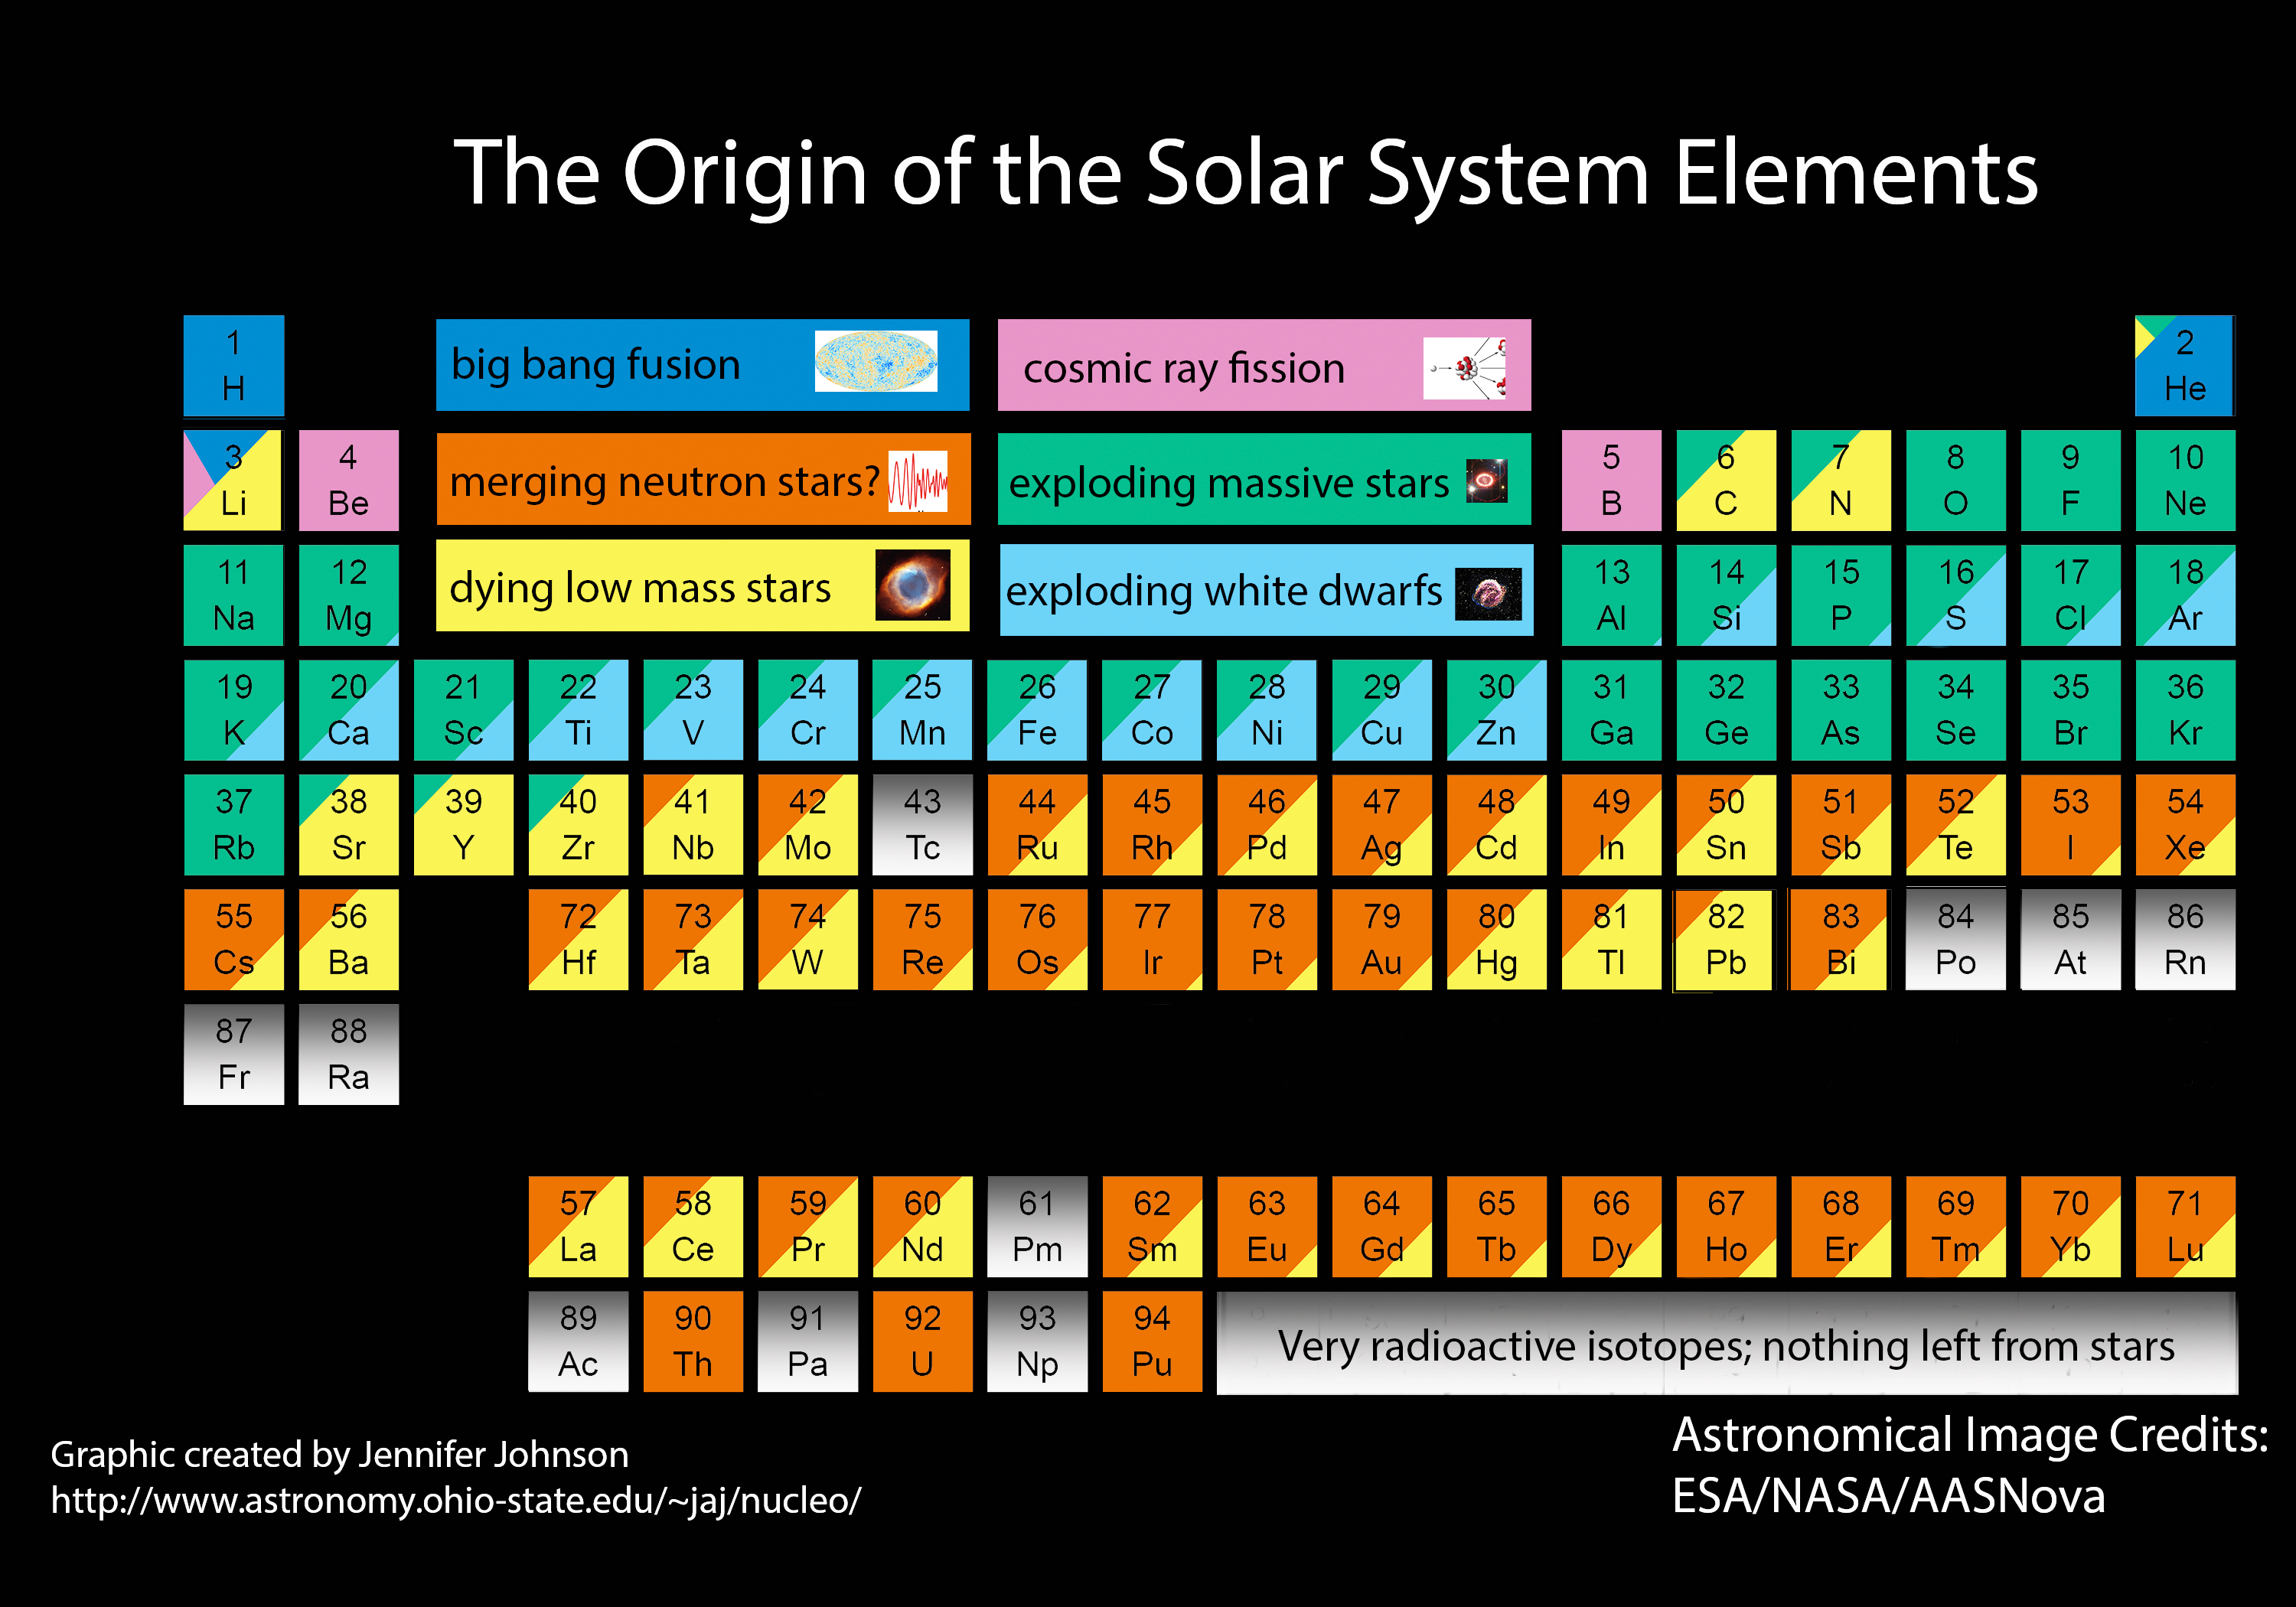 The Origin of the Solar System Elements
1
H
big bang fusion
cosmic ray fission
2
He
3
Li
4
Be
merging neutron stars?
exploding massive stars
5
B
6
C
7
N
8
O
9
F
10
Ne
11
Na
12
Mg
dying low mass stars
exploding white dwarfs
13
Al
14
Si
15
P
16
S
17
Cl
18
Ar
19
K
20
Ca
21
Sc
22
Ti
23
V
24
Cr
25
Mn
26
Fe
27
Co
28
Ni
29
Cu
30
Zn
31
Ga
32
Ge
33
As
34
Se
35
Br
36
Kr
37
Rb
38
Sr
39
Y
40
Zr
41
Nb
42
Mo
43
Tc
44
Ru
45
Rh
46
Pd
47
Ag
48
Cd
49
In
50
Sn
51
Sb
52
Te
53
I
54
Xe
55
Cs
56
Ba
72
Hf
73
Ta
74
W
75
Re
76
Os
77
Ir
78
Pt
79
Au
80
Hg
81
Tl
82
Pb
83
Bi
84
Po
85
At
86
Rn
87
Fr
88
Ra
57
La
58
Ce
59
Pr
60
Nd
61
Pm
62
Sm
63
Eu
64
Gd
65
Tb
66
Dy
67
Ho
68
Er
69
Tm
70
Yb
71
Lu
89
Ac
90
Th
91
Pa
92
U
93
Np
94
Pu
Very radioactive isotopes; nothing left from stars
Graphic created by Jennifer Johnson
http://www.astronomy.ohio-state.edu/~jaj/nucleo/
Astronomical Image Credits:
ESA/NASA/AASNova